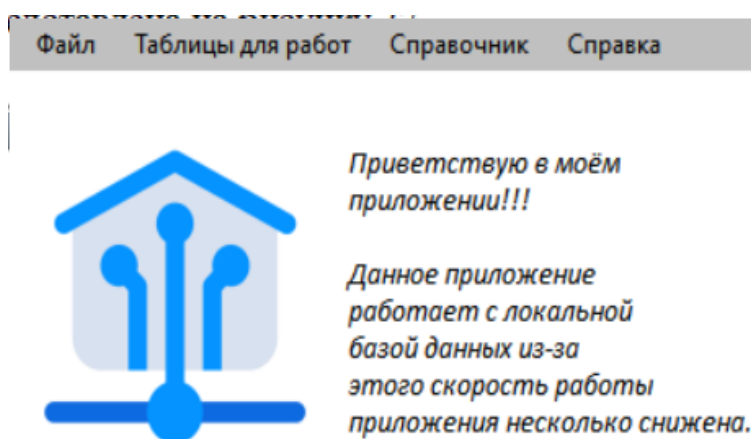 Файл Таблицы для работ Справочник Справка
Приветствую в моём
приложении!!!
Данное приложение
работает с локальной
базой данных из-за
этого скорость работы
приложения несколько снижена.